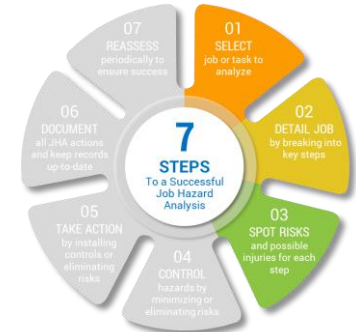 01
SELECT
job or task to
analyze
02
DETAIL JOB
by breaking into
key steps
03
SPOT RISKS
and possible
injuries for each
step
04
CONTROL
hazards by
minimizing or
eliminating risks
05
TAKE ACTION
by installing
controls or
eliminating
risks
06
DOCUMENT
all JHA actions
and keep records
up-to-date
07
REASSESS
periodically to
ensure success
7
STEPS
To a Successful
Job Hazard
Analysis